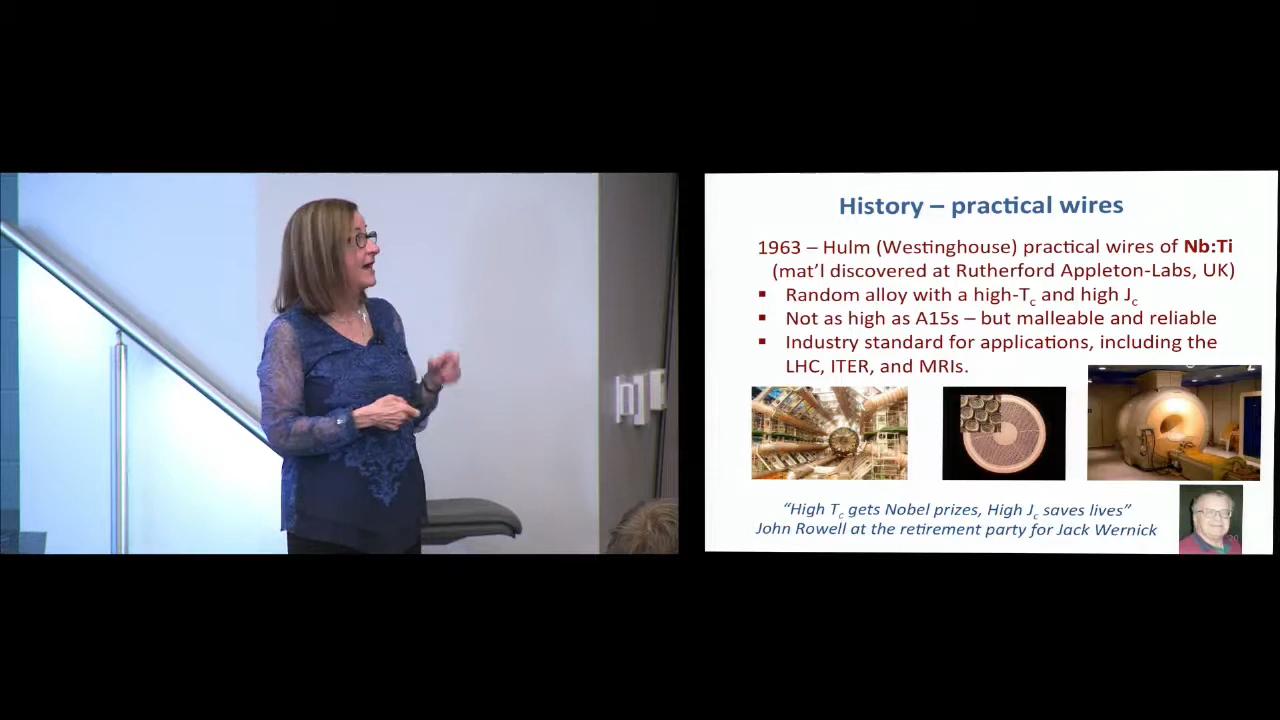 History – practical wires
1963 – Hulm (Westinghouse) practical wires of Nb:Ti
(mat'l discovered at Rutherford Appleton-Labs, UK)
▪ Random alloy with a high-Tc and high Jc
▪ Not as high as A15s – but malleable and reliable
▪ Industry standard for applications, including the
LHC, ITER, and MRIs.
"High Tc gets Nobel prizes, High Jc saves lives"
John Rowell at the retirement party for Jack Wernick